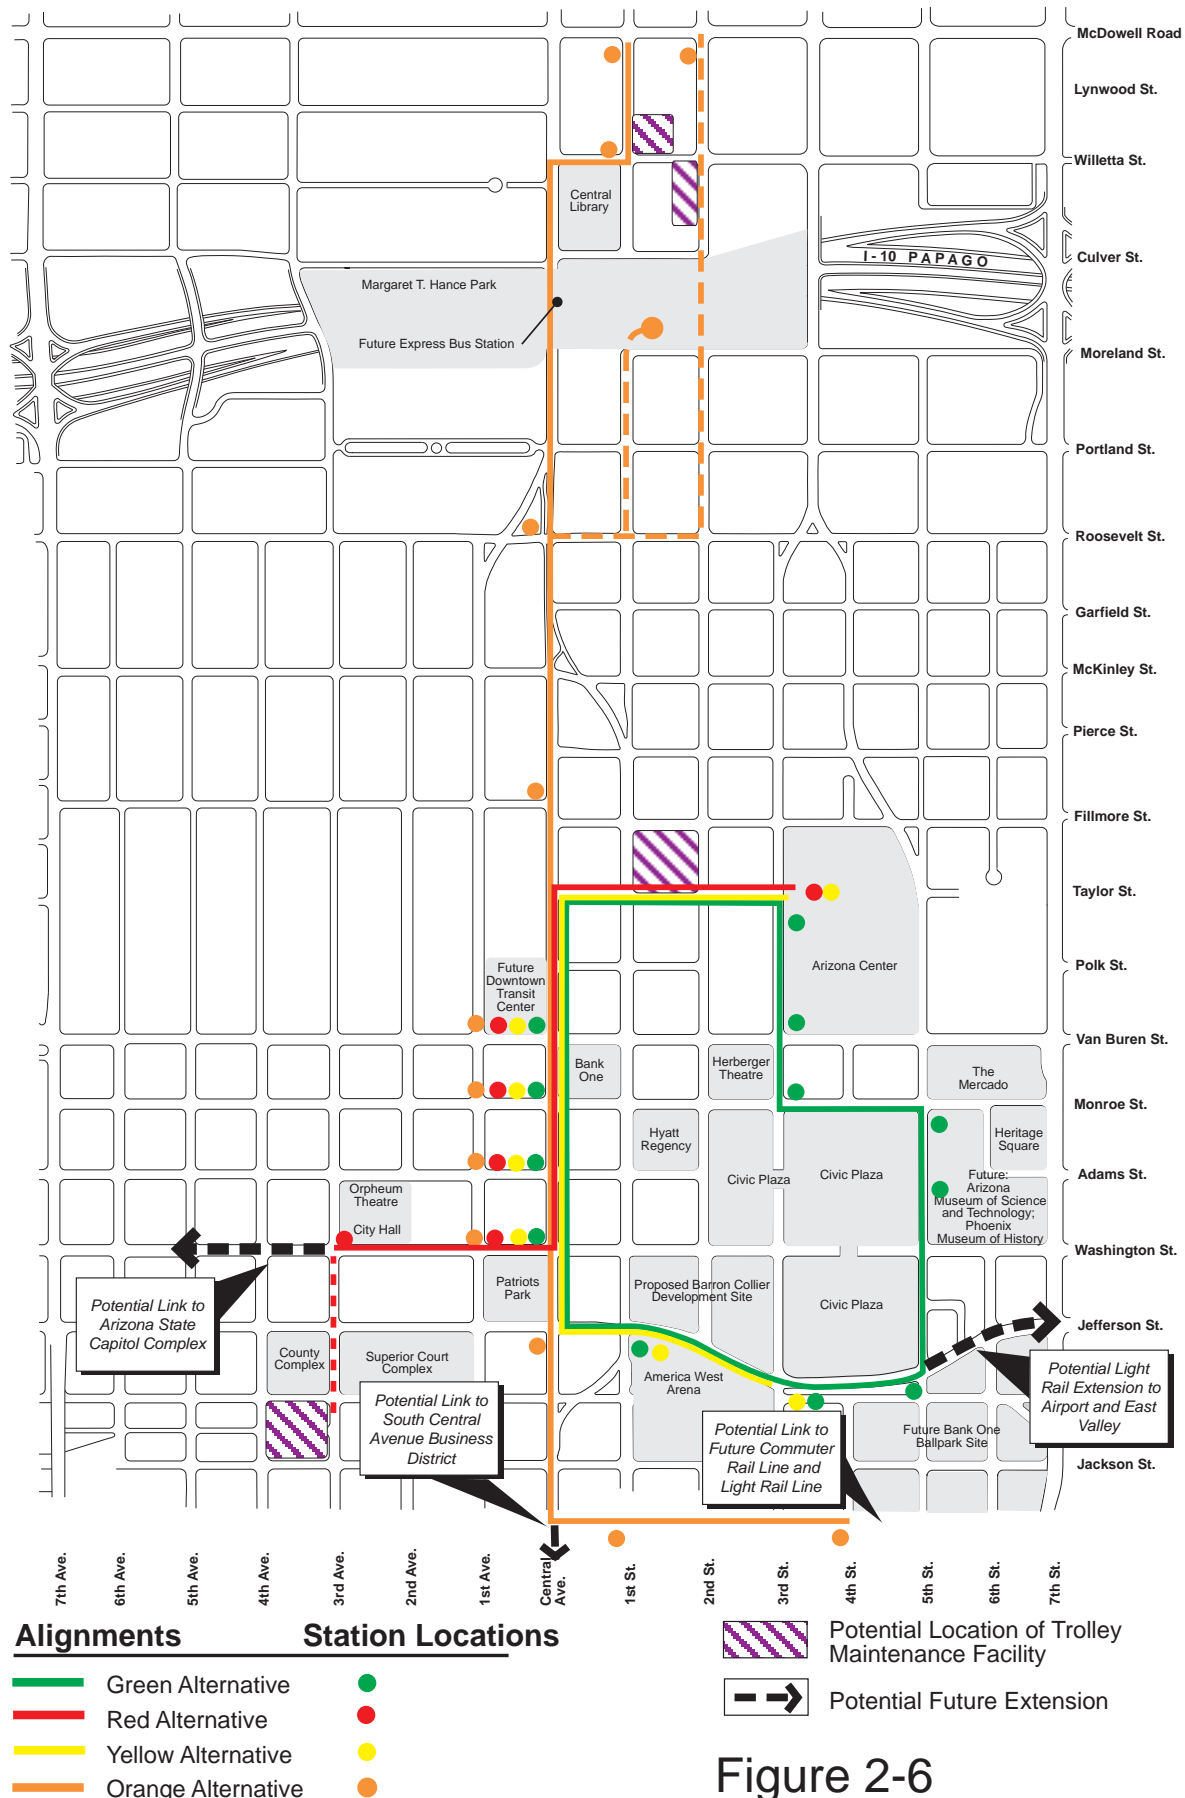 McDowell Road
Lynwood St.
Willetta St.
Central
Library
Culver St.
I-10 PAPAGO
Margaret T. Hance Park
Future Express Bus Station
Moreland St.
Portland St.
Roosevelt St.
Garfield St.
McKinley St.
Pierce St.
Fillmore St.
Taylor St.
Future
Downtown
Transit
Center
Arizona Center
Polk St.
Van Buren St.
Bank
One
Herberger
Theatre
The
Mercado
Monroe St.
Hyatt
Regency
Heritage
Square
Civic Plaza
Civic Plaza
Adams St.
Future:
Arizona
Museum of Science
and Technology;
Phoenix
Museum of History
Orpheum
Theatre
City Hall
Washington St.
Patriots
Park
Proposed Barron Collier
Development Site
Civic Plaza
Potential Link to
Arizona State
Capitol Complex
Jefferson St.
County
Complex
Superior Court
Complex
America West
Arena
Potential Light
Rail Extension to
Airport and East
Valley
Potential Link to
South Central
Avenue Business
District
Potential Link to
Future Commuter
Rail Line and
Light Rail Line
Future Bank One
Ballpark Site
Jackson St.
7th Ave.
6th Ave.
5th Ave.
4th Ave.
3rd Ave.
2nd Ave.
1st Ave.
Central
Ave.
1st St.
2nd St.
3rd St.
4th St.
5th St.
6th St.
7th St.
Alignments
Station Locations
Green Alternative
Red Alternative
Yellow Alternative
Orange Alternative
Potential Location of Trolley
Maintenance Facility
Potential Future Extension
Figure 2-6